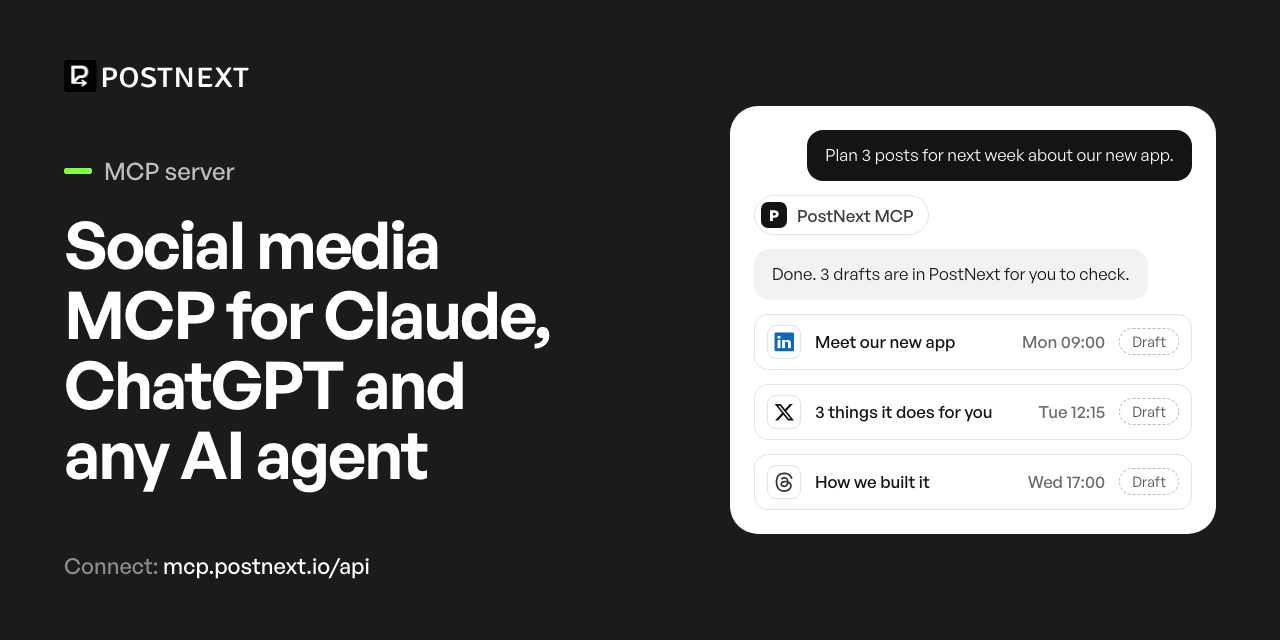 POSTNEXT
MCP server
Social media
MCP for Claude,
ChatGPT and
any AI agent
Connect: mcp.postnext.io/api
Plan 3 posts for next week about our new app.
P PostNext MCP
Done. 3 drafts are in PostNext for you to check.
in Meet our new app Mon 09:00 Draft
X 3 things it does for you Tue 12:15 Draft
How we built it Wed 17:00 Draft